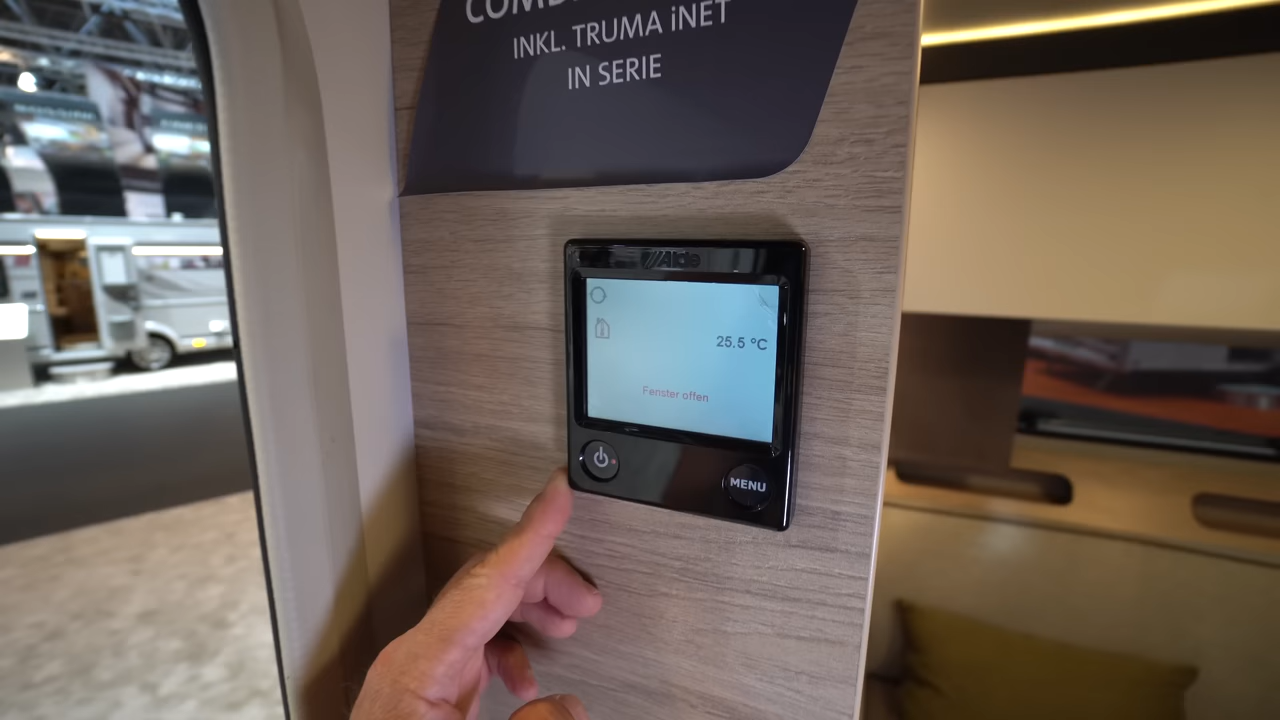 INKL. TRUMA iNET
IN SERIE
Alde
25.5 °C
Fenster offen
MENU